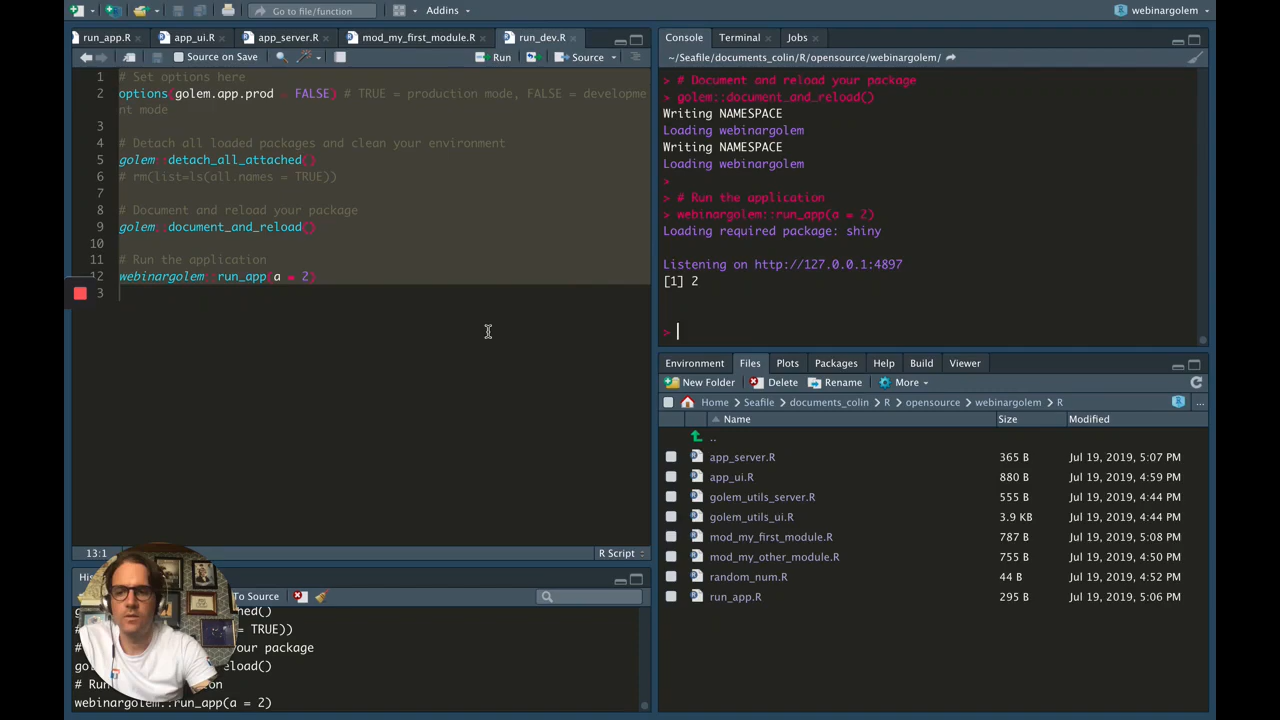 Go to file/function
Addins
webinargolem
run_app.R
app_ui.R
app_server.R
mod_my_first_module.R
run_dev.R
Source on Save
Run
Source
1 # Set options here
2 options(golem.app.prod = FALSE) # TRUE = production mode, FALSE = developme
nt mode
3
4 # Detach all loaded packages and clean your environment
5 golem::detach_all_attached()
6 # rm(list=ls(all.names = TRUE))
7
8 # Document and reload your package
9 golem::document_and_reload()
10
11 # Run the application
12 webinargolem::run_app(a = 2)
3
13:1
R Script
To Source
= TRUE))
your package
webinargolem::run_app(a = 2)
Console
Terminal
Jobs
~/Seafile/documents_colin/R/opensource/webinargolem/
> # Document and reload your package
> golem::document_and_reload()
Writing NAMESPACE
Loading webinargolem
Writing NAMESPACE
Loading webinargolem
>
> # Run the application
> webinargolem::run_app(a = 2)
Loading required package: shiny
Listening on http://127.0.0.1:4897
[1] 2
>
Environment
Files
Plots
Packages
Help
Build
Viewer
New Folder
Delete
Rename
More
Home
Seafile
documents_colin
R
opensource
webinargolem
R
...
Name
Size
Modified
..
app_server.R 365 B Jul 19, 2019, 5:07 PM
app_ui.R 880 B Jul 19, 2019, 4:59 PM
golem_utils_server.R 555 B Jul 19, 2019, 4:44 PM
golem_utils_ui.R 3.9 KB Jul 19, 2019, 4:44 PM
mod_my_first_module.R 787 B Jul 19, 2019, 5:08 PM
mod_my_other_module.R 755 B Jul 19, 2019, 4:50 PM
random_num.R 44 B Jul 19, 2019, 4:52 PM
run_app.R 295 B Jul 19, 2019, 5:06 PM